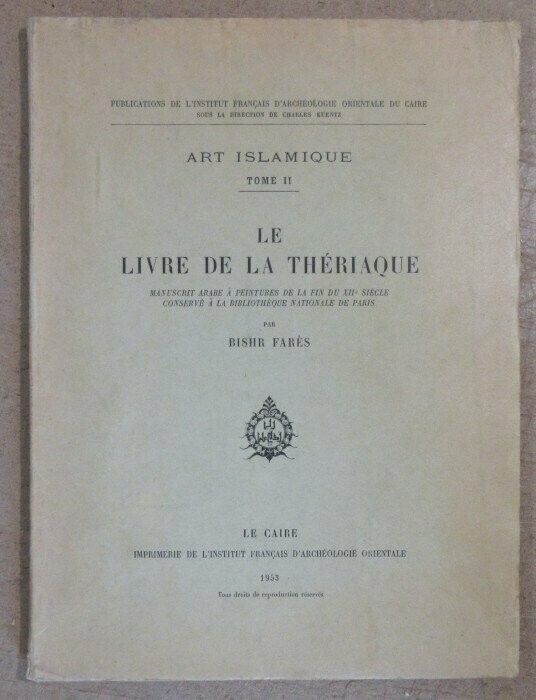 PUBLICATIONS DE L'INSTITUT FRANÇAIS D'ARCHÉOLOGIE ORIENTALE DU CAIRE
SOUS LA DIRECTION DE CHARLES KUENTZ
ART ISLAMIQUE
TOME II
LE
LIVRE DE LA THÉRIAQUE
MANUSCRIT ARABE À PEINTURES DE LA FIN DU XIIe SIÈCLE
CONSERVÉ À LA BIBLIOTHÈQUE NATIONALE DE PARIS
PAR
BISHR FARÈS
LE CAIRE
IMPRIMERIE DE L'INSTITUT FRANÇAIS D'ARCHÉOLOGIE ORIENTALE
1953
Tous droits de reproduction réservés